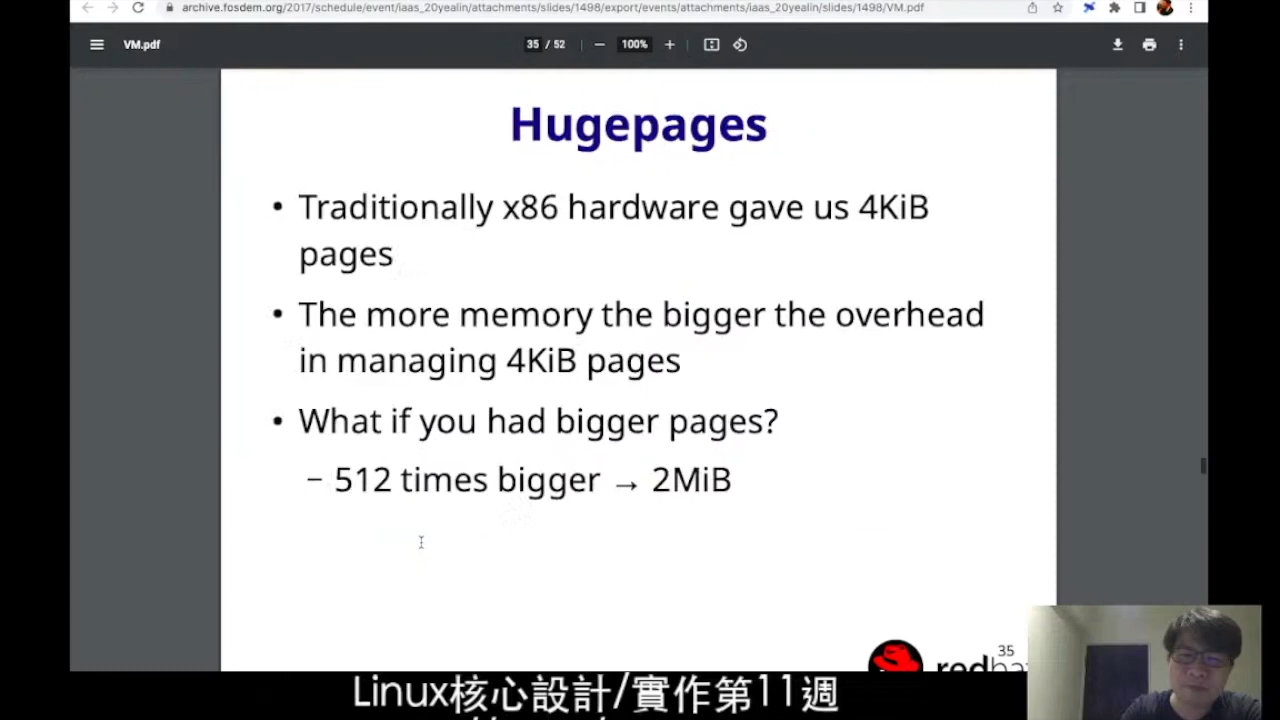 archive.fosdem.org/2017/schedule/event/iaas_20yealin/attachments/slides/1498/export/events/attachments/iaas_20yealin/slides/1498/VM.pdf
VM.pdf
35 / 52
100%
Hugepages
• Traditionally x86 hardware gave us 4KiB
pages
• The more memory the bigger the overhead
in managing 4KiB pages
• What if you had bigger pages?
– 512 times bigger → 2MiB
35
Linux核心設計/實作第11週